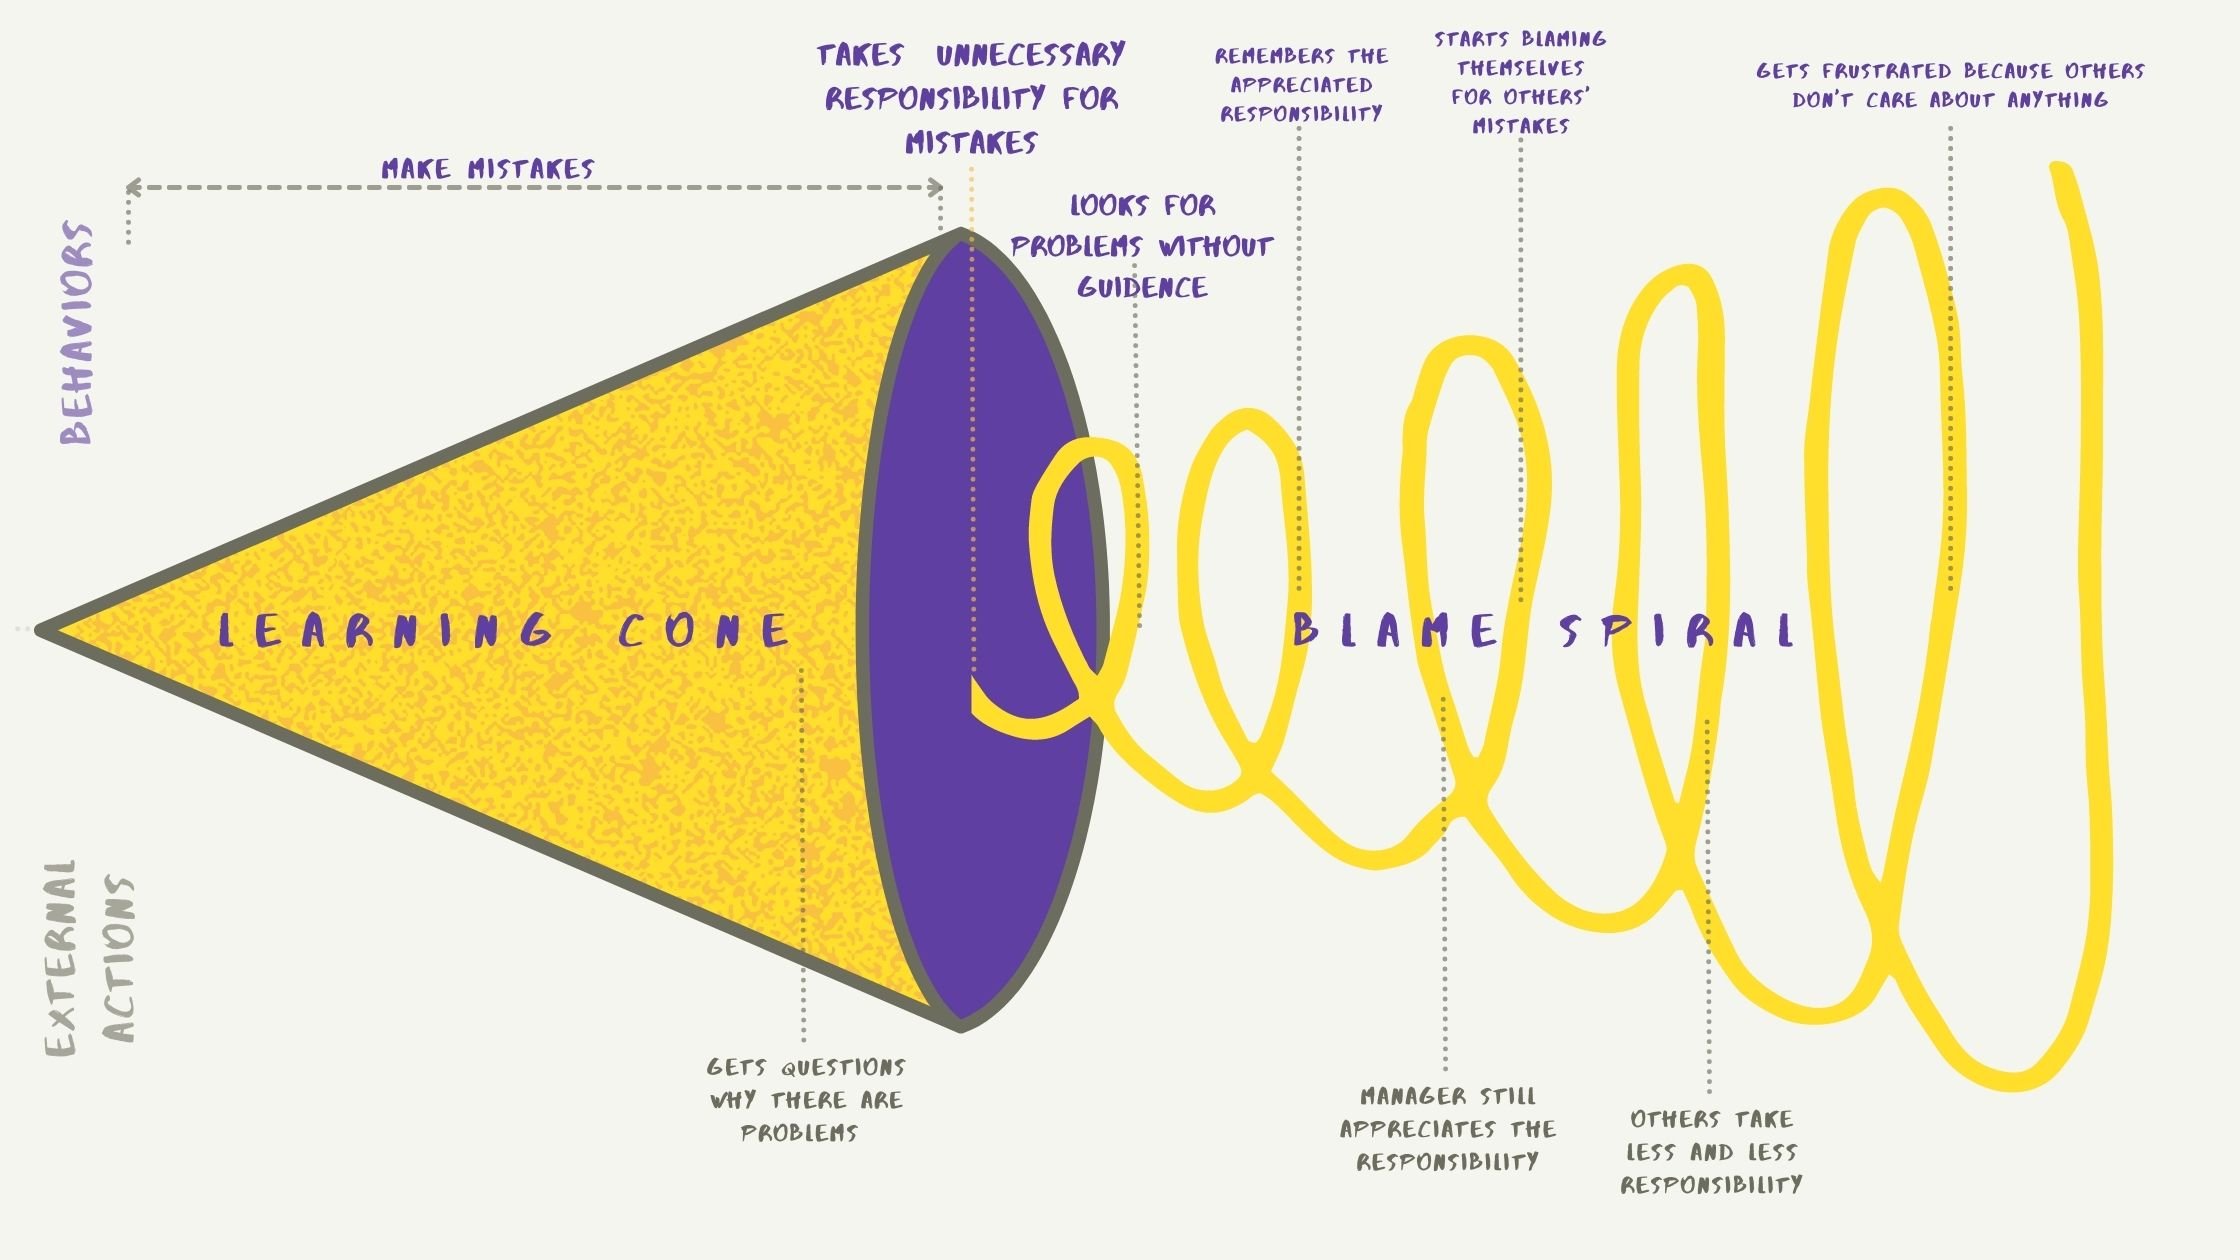 TAKES UNNECESSARY
RESPONSIBILITY FOR
MISTAKES
REMEMBERS THE
APPRECIATED
RESPONSIBILITY
STARTS BLAMING
THEMSELVES
FOR OTHERS'
MISTAKES
GETS FRUSTRATED BECAUSE OTHERS
DON'T CARE ABOUT ANYTHING
MAKE MISTAKES
LOOKS FOR
PROBLEMS WITHOUT
GUIDENCE
BEHAVIORS
LEARNING CONE
BLAME SPIRAL
EXTERNAL
ACTIONS
GETS QUESTIONS
WHY THERE ARE
PROBLEMS
MANAGER STILL
APPRECIATES THE
RESPONSIBILITY
OTHERS TAKE
LESS AND LESS
RESPONSIBILITY